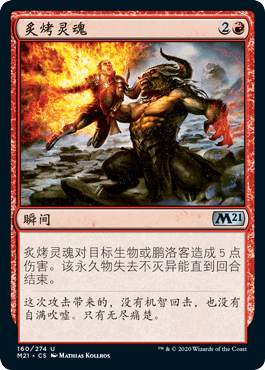 炙烤灵魂 2
瞬间 M21
炙烤灵魂对目标生物或鹏洛客造成5点
伤害。该永久物失去不灭异能直到回合
结束。
这次攻击带来的，没有机智回击，也没有
自满吹嘘。只有无尽痛楚。
160/274 U
M21 • CS MATHIAS KOLLROS
™ & © 2020 Wizards of the Coast